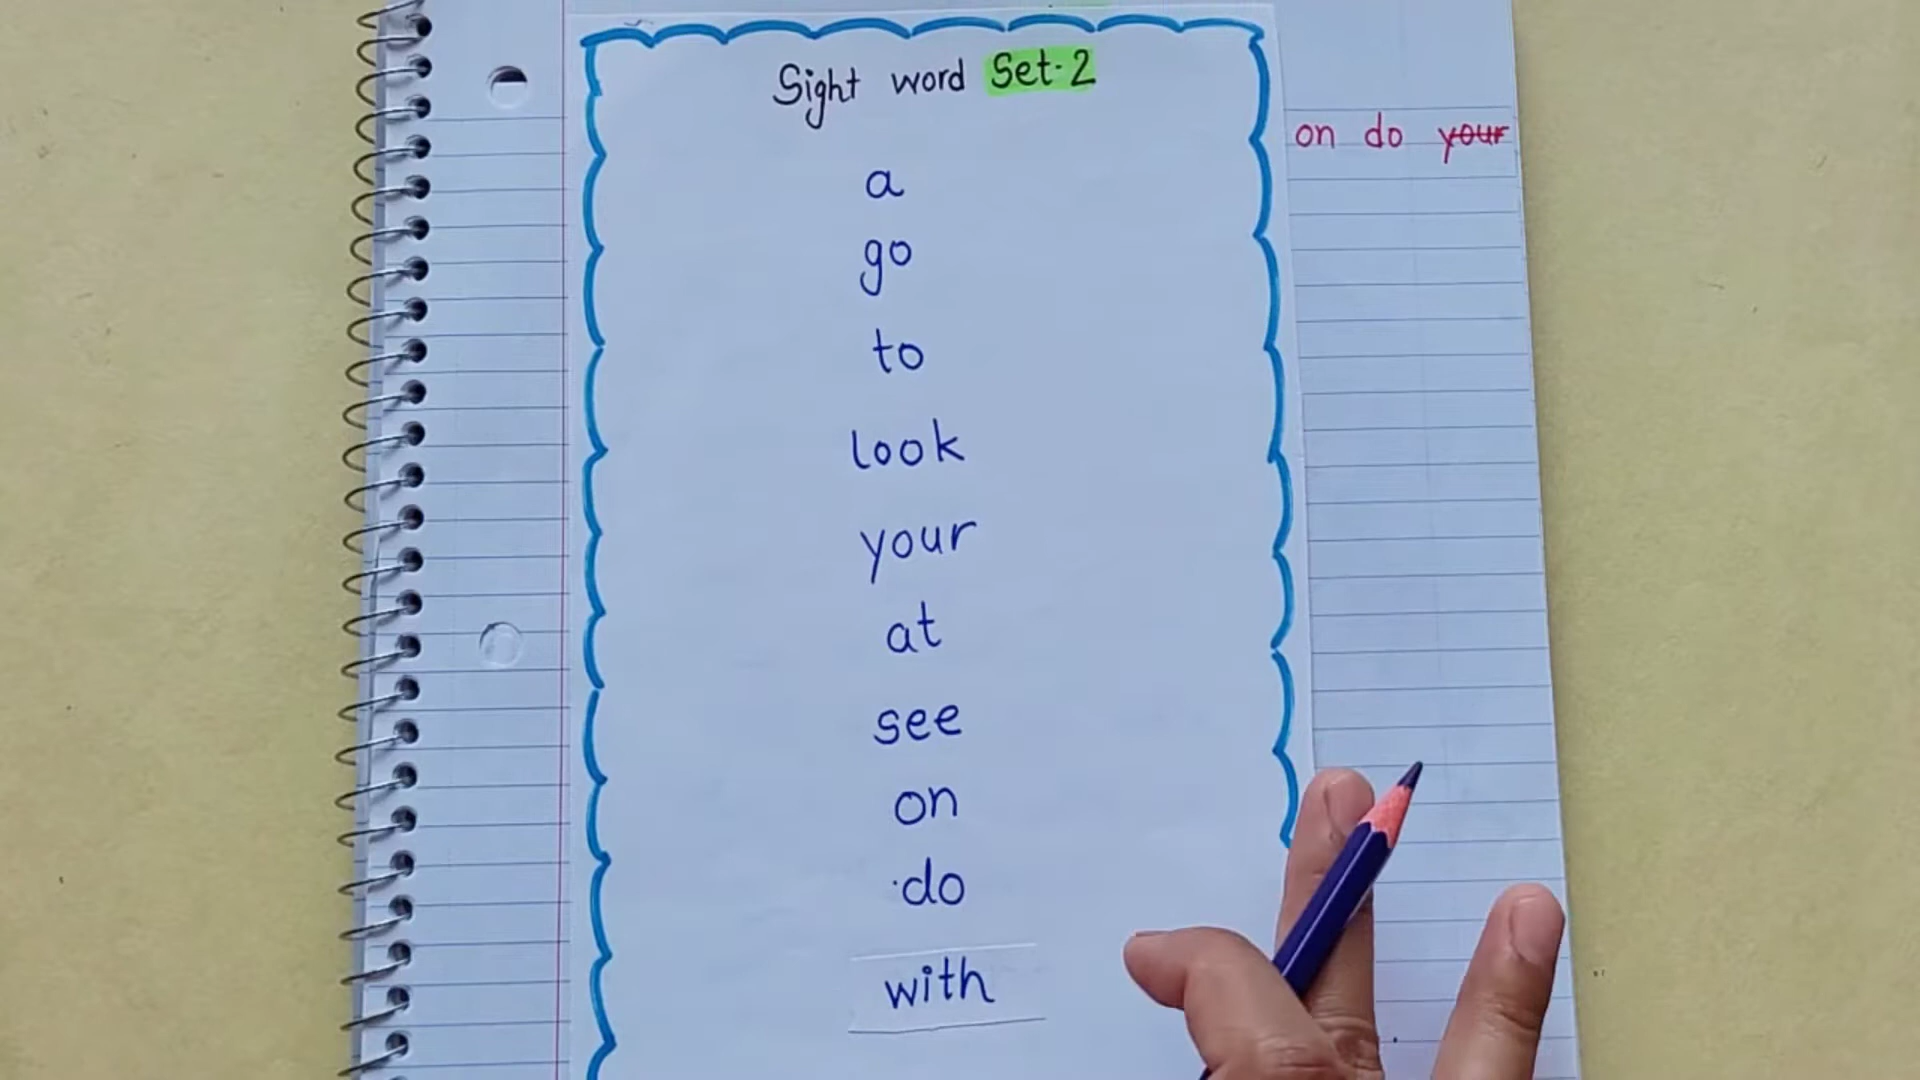 Sight word Set-2
on do your
a
go
to
look
your
at
see
on
do
with